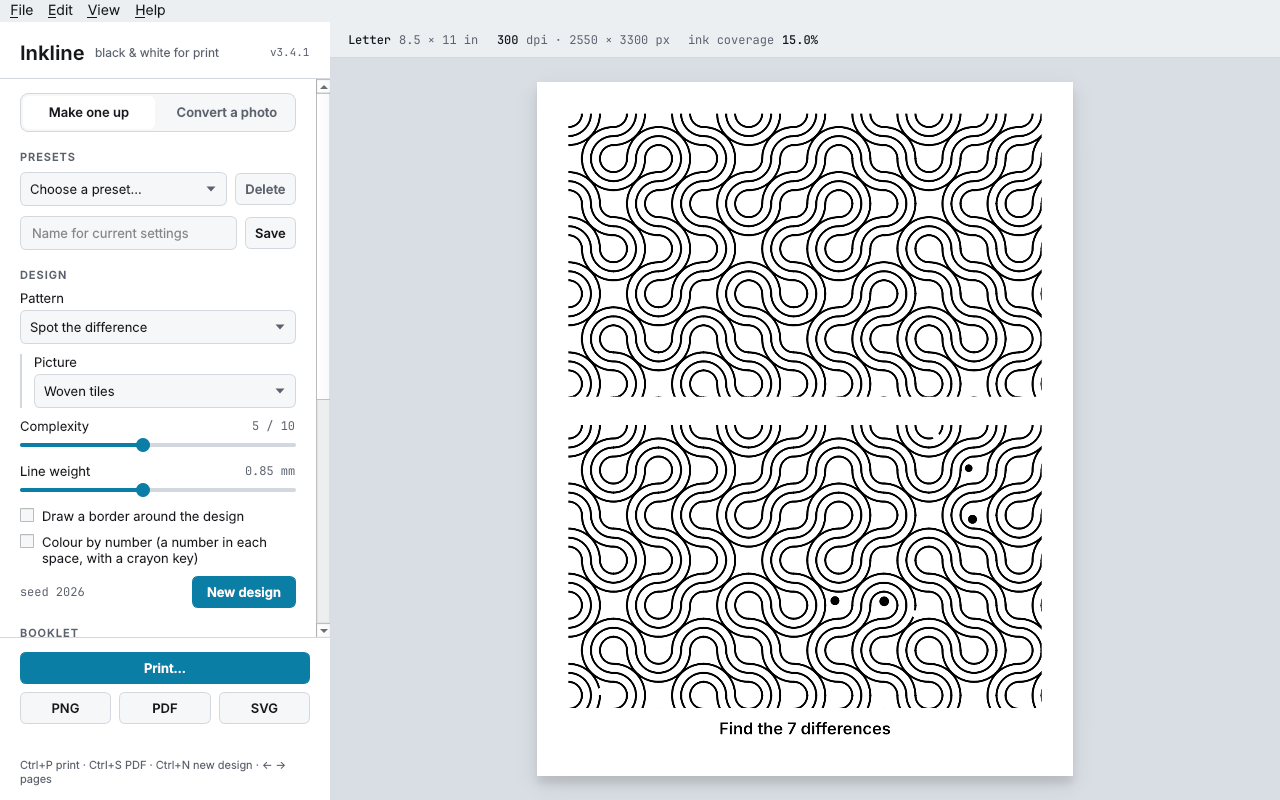 File Edit View Help
Inkline black & white for print v3.4.1
Letter 8.5 × 11 in 300 dpi · 2550 × 3300 px ink coverage 15.0%
Make one up Convert a photo
PRESETS
Choose a preset... Delete
Name for current settings Save
DESIGN
Pattern
Spot the difference
Picture
Woven tiles
Complexity 5 / 10
Line weight 0.85 mm
Draw a border around the design
Colour by number (a number in each
space, with a crayon key)
seed 2026 New design
BOOKLET
Print...
PNG PDF SVG
Ctrl+P print · Ctrl+S PDF · Ctrl+N new design · ← →
pages
Find the 7 differences